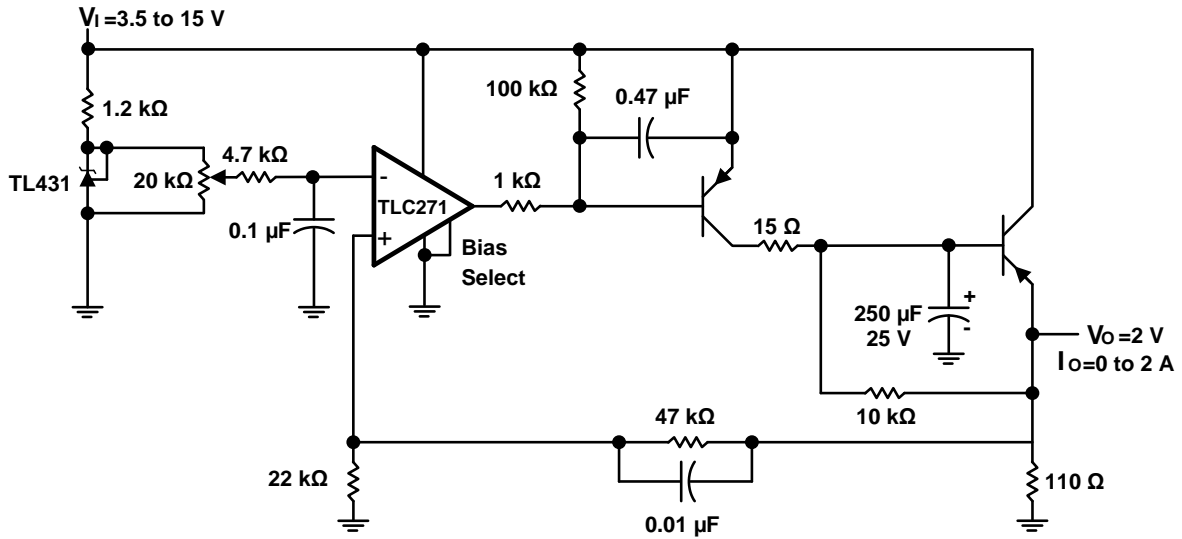 VI =3.5 to 15 V
1.2 kΩ
TL431
20 kΩ
4.7 kΩ
0.1 µF
-
TLC271
+
Bias
Select
1 kΩ
100 kΩ
0.47 µF
15 Ω
250 µF
25 V
+
-
VO =2 V
IO =0 to 2 A
10 kΩ
47 kΩ
0.01 µF
22 kΩ
110 Ω